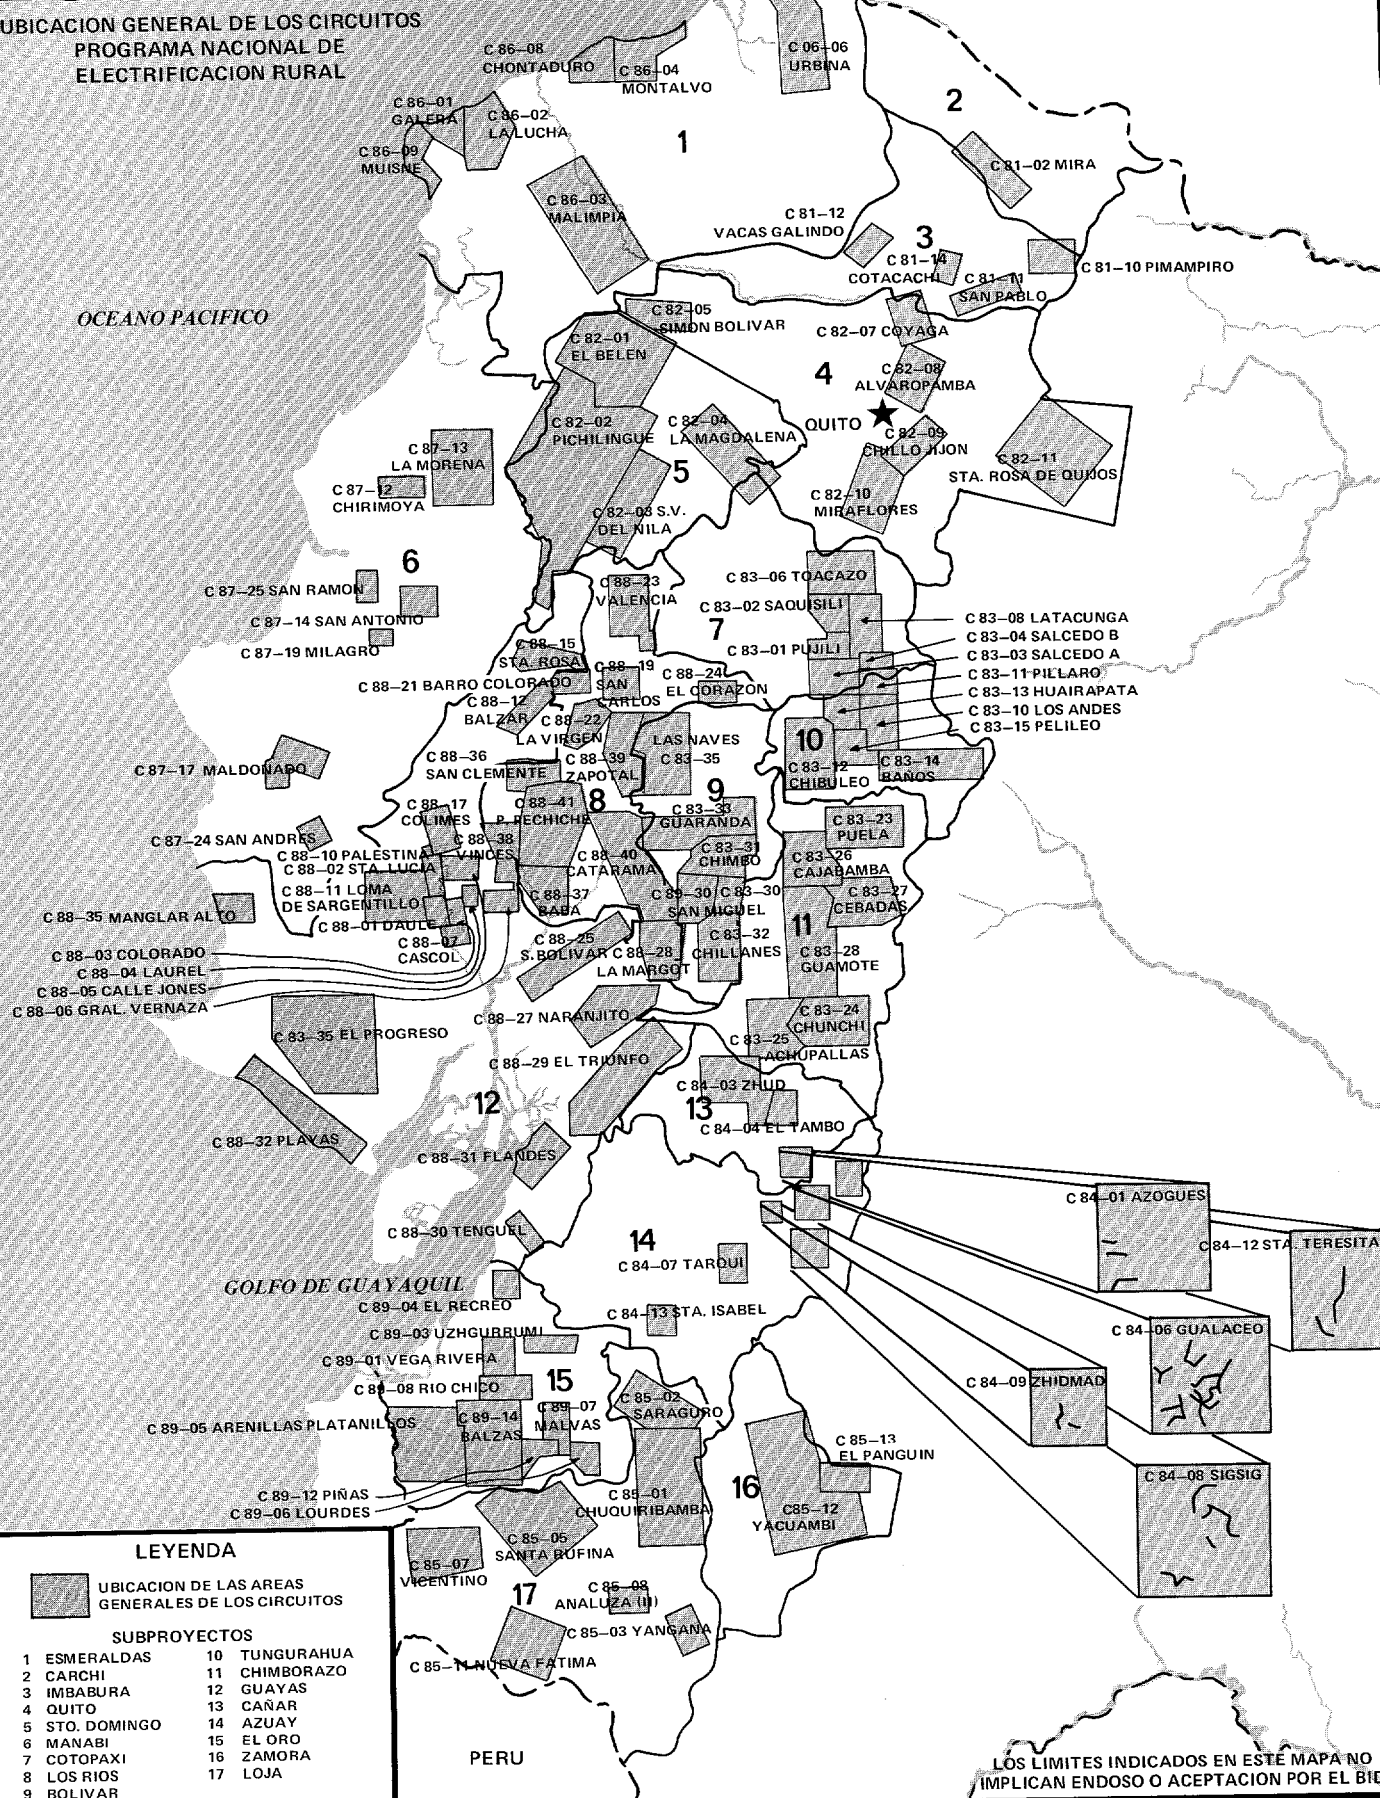 UBICACION GENERAL DE LOS CIRCUITOS
PROGRAMA NACIONAL DE
ELECTRIFICACION RURAL
C 86-08
CHONTADURO
C 86-04
MONTALVO
C 06-06
URBINA
C 86-01
GALERA
C 86-02
LA LUCHA
C 86-09
MUISNE
1
2
C 81-02 MIRA
C 86-03
MALIMPIA
C 81-12
VACAS GALINDO
3
C 81-14
COTACACHI
C 81-11
SAN PABLO
C 81-10 PIMAMPIRO
OCEANO PACIFICO
C 82-05
SIMON BOLIVAR
C 82-07 COYAGA
C 82-01
EL BELEN
4
C 82-08
ALVAROPAMBA
QUITO
C 82-02
PICHILINGUE
C 82-04
LA MAGDALENA
C 82-09
CHILLO JIJON
C 82-11
STA. ROSA DE QUIJOS
C 87-13
LA MORENA
5
C 87-12
CHIRIMOYA
C 82-10
MIRAFLORES
C 82-03 S.V.
DEL NILA
6
C 87-25 SAN RAMON
C 87-14 SAN ANTONIO
C 87-19 MILAGRO
C 88-23
VALENCIA
C 83-06 TOACAZO
C 83-02 SAQUISILI
7
C 83-01 PUJILI
C 83-08 LATACUNGA
C 83-04 SALCEDO B
C 83-03 SALCEDO A
C 83-11 PILLARO
C 83-13 HUAIRAPATA
C 83-10 LOS ANDES
C 83-15 PELILEO
C 88-15
STA. ROSA
C 88-21 BARRO COLORADO
C 88-19
SAN
CARLOS
C 88-24
EL CORAZON
C 88-12
BALZAR
C 88-22
LA VIRGEN
LAS NAVES
C 83-35
10
C 83-12
CHIBULEO
C 83-14
BAÑOS
C 88-36
SAN CLEMENTE
C 88-39
ZAPOTAL
C 87-17 MALDONADO
C 88-17
COLIMES
C 88-41
P. PECHICHE
8
9
C 83-33
GUARANDA
C 83-23
PUELA
C 87-24 SAN ANDRES
C 88-38
VINCES
C 88-10 PALESTINA
C 88-02 STA. LUCIA
C 88-40
CATARAMA
C 83-31
CHIMBO
C 83-26
CAJABAMBA
C 88-11 LOMA
DE SARGENTILLO
C 88-37
BABA
C 89-30
C 83-30
SAN MIGUEL
C 83-27
CEBADAS
C 88-35 MANGLAR ALTO
C 88-01 DAULE
C 88-07
CASCOL
11
C 88-25
S. BOLIVAR
C 88-28
LA MARGOT
C 83-32
CHILLANES
C 83-28
GUAMOTE
C 88-03 COLORADO
C 88-04 LAUREL
C 88-05 CALLE JONES
C 88-06 GRAL. VERNAZA
C 88-27 NARANJITO
C 83-24
CHUNCHI
C 83-35 EL PROGRESO
C 83-25
ACHUPALLAS
C 88-29 EL TRIUNFO
C 84-03 ZHUD
12
13
C 84-04 EL TAMBO
C 88-32 PLAYAS
C 88-31 FLANDES
C 84-01 AZOGUES
C 88-30 TENGUEL
14
C 84-07 TARQUI
C 84-12 STA. TERESITA
GOLFO DE GUAYAQUIL
C 89-04 EL RECREO
C 84-13 STA. ISABEL
C 84-06 GUALACEO
C 89-03 UZHGURRUMI
C 89-01 VEGA RIVERA
C 89-08 RIO CHICO
15
C 84-09 ZHIDMAD
C 85-02
SARAGURO
C 89-05 ARENILLAS PLATANILLOS
C 89-14
BALZAS
C 89-07
MALVAS
C 85-13
EL PANGUIN
C 84-08 SIGSIG
C 89-12 PIÑAS
C 89-06 LOURDES
C 85-01
CHUQUIRIBAMBA
16
C85-12
YACUAMBI
C 85-05
SANTA RUFINA
C 85-07
VICENTINO
17
C 85-08
ANALUZA (II)
C 85-03 YANGANA
C 85-11 NUEVA FATIMA
PERU
LEYENDA
UBICACION DE LAS AREAS
GENERALES DE LOS CIRCUITOS
SUBPROYECTOS
1 ESMERALDAS
2 CARCHI
3 IMBABURA
4 QUITO
5 STO. DOMINGO
6 MANABI
7 COTOPAXI
8 LOS RIOS
9 BOLIVAR
10 TUNGURAHUA
11 CHIMBORAZO
12 GUAYAS
13 CAÑAR
14 AZUAY
15 EL ORO
16 ZAMORA
17 LOJA
LOS LIMITES INDICADOS EN ESTE MAPA NO
IMPLICAN ENDOSO O ACEPTACION POR EL BID